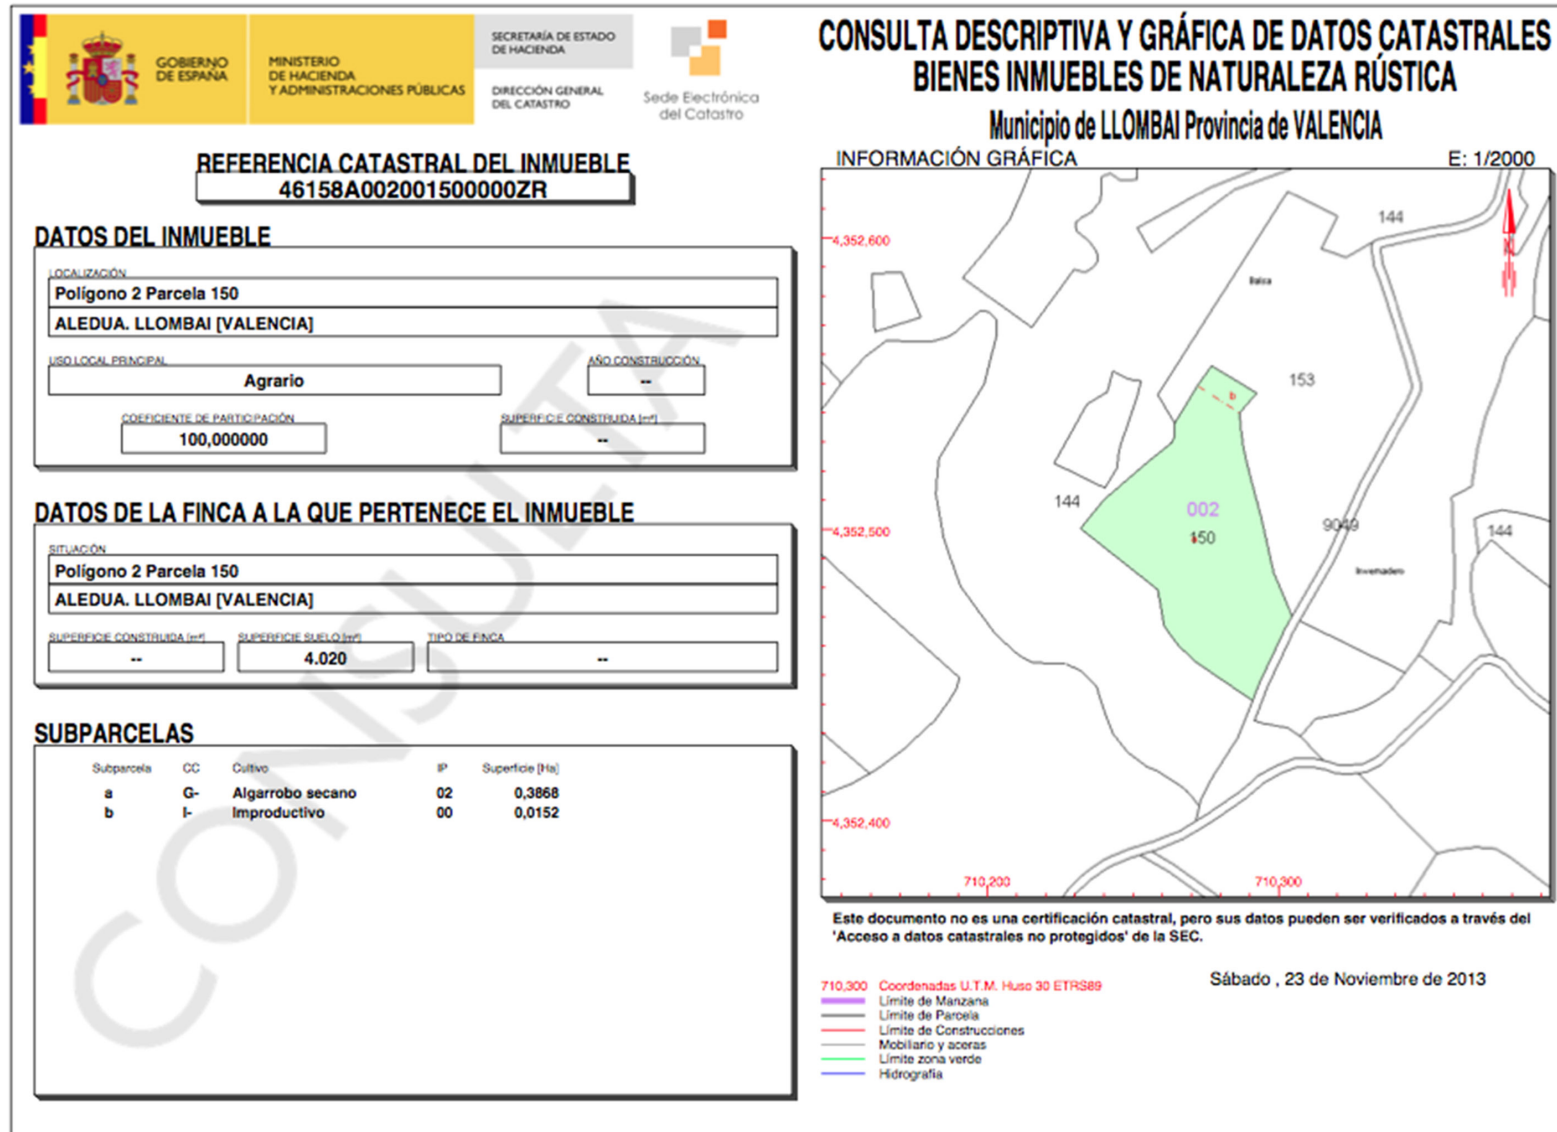 GOBIERNO
DE ESPAÑA
MINISTERIO
DE HACIENDA
Y ADMINISTRACIONES PÚBLICAS
SECRETARÍA DE ESTADO
DE HACIENDA
DIRECCIÓN GENERAL
DEL CATASTRO
Sede Electrónica
del Catastro
CONSULTA DESCRIPTIVA Y GRÁFICA DE DATOS CATASTRALES
BIENES INMUEBLES DE NATURALEZA RÚSTICA
Municipio de LLOMBAI Provincia de VALENCIA
REFERENCIA CATASTRAL DEL INMUEBLE
46158A002001500000ZR
DATOS DEL INMUEBLE
LOCALIZACIÓN
Polígono 2 Parcela 150
ALEDUA. LLOMBAI [VALENCIA]
USO LOCAL PRINCIPAL
Agrario
AÑO CONSTRUCCIÓN
--
COEFICIENTE DE PARTICIPACIÓN
100,000000
SUPERFICIE CONSTRUIDA [m²]
--
DATOS DE LA FINCA A LA QUE PERTENECE EL INMUEBLE
SITUACIÓN
Polígono 2 Parcela 150
ALEDUA. LLOMBAI [VALENCIA]
SUPERFICIE CONSTRUIDA [m²]
--
SUPERFICIE SUELO [m²]
4.020
TIPO DE FINCA
--
SUBPARCELAS
Subparcela CC Cultivo IP Superficie [Ha]
a G- Algarrobo secano 02 0,3868
b I- Improductivo 00 0,0152
CONSULTA
INFORMACIÓN GRÁFICA E: 1/2000
144
4,352,600
N
Balsa
153
b
144
002
150
4,352,500
9049
144
Invernadero
4,352,400
710,200
710,300
Este documento no es una certificación catastral, pero sus datos pueden ser verificados a través del
'Acceso a datos catastrales no protegidos' de la SEC.
710,300 Coordenadas U.T.M. Huso 30 ETRS89
Límite de Manzana
Límite de Parcela
Límite de Construcciones
Mobiliario y aceras
Límite zona verde
Hidrografía
Sábado , 23 de Noviembre de 2013